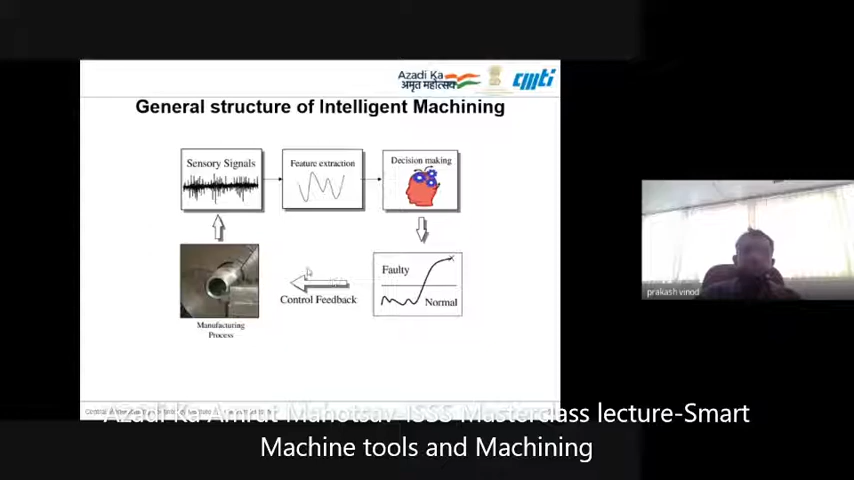 Azadi Ka
अमृत महोत्सव
cmti
General structure of Intelligent Machining
Sensory Signals
Feature extraction
Decision making
Faulty
Normal
Control Feedback
Manufacturing
Process
prakash vinod
Azadi Ka Amrut Mahotsav-ISSS Masterclass lecture-Smart
Machine tools and Machining